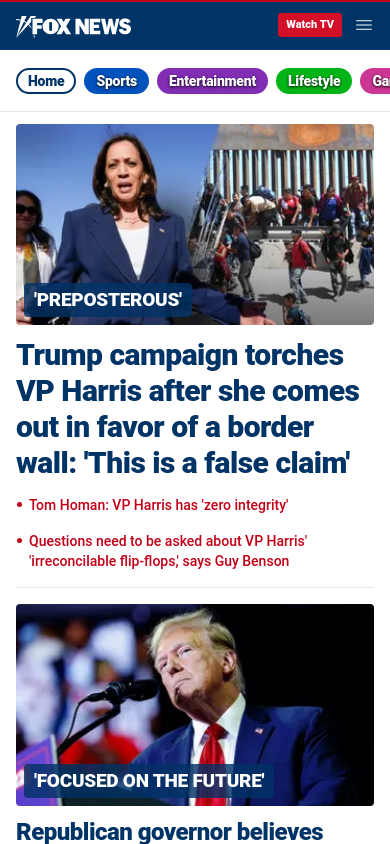 FOX NEWS
Watch TV
Home
Sports
Entertainment
Lifestyle
Ga
'PREPOSTEROUS'
Trump campaign torches
VP Harris after she comes
out in favor of a border
wall: 'This is a false claim'
• Tom Homan: VP Harris has 'zero integrity'
• Questions need to be asked about VP Harris'
'irreconcilable flip-flops,' says Guy Benson
'FOCUSED ON THE FUTURE'
Republican governor believes